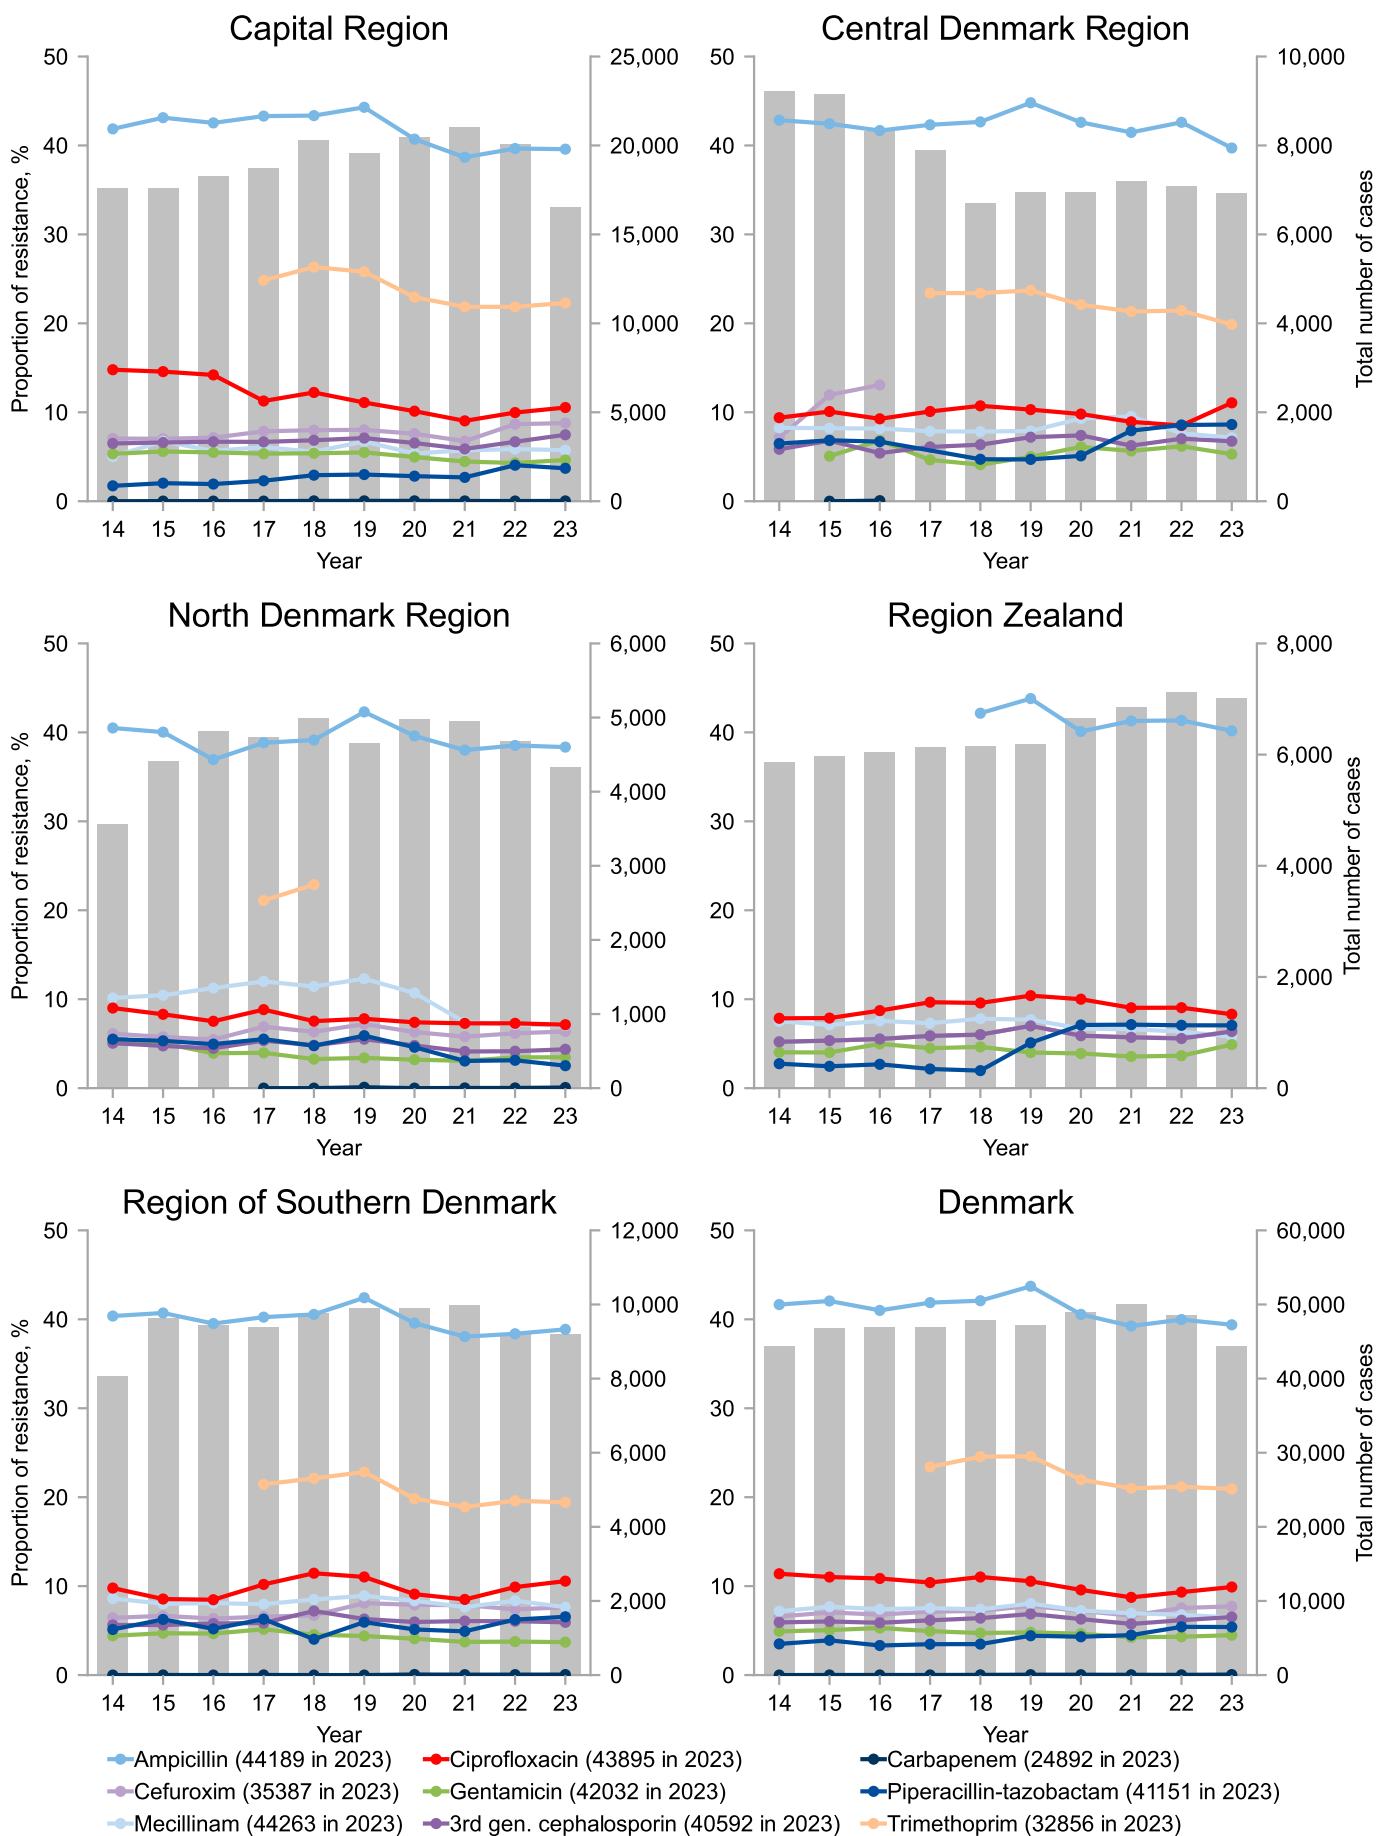 Capital Region
Central Denmark Region
50 25,000 50 10,000
40 20,000 40 8,000
30 15,000 30 6,000
20 10,000 20 4,000
10 5,000 10 2,000
0 0 0 0
Proportion of resistance, %
Total number of cases
14 15 16 17 18 19 20 21 22 23
14 15 16 17 18 19 20 21 22 23
Year
Year
North Denmark Region
Region Zealand
50 6,000 50 8,000
5,000
40 40 6,000
4,000
30 30
3,000 4,000
20 20
2,000
10 10 2,000
1,000
0 0 0 0
Proportion of resistance, %
Total number of cases
14 15 16 17 18 19 20 21 22 23
14 15 16 17 18 19 20 21 22 23
Year
Year
Region of Southern Denmark
Denmark
50 12,000 50 60,000
10,000 50,000
40 40
8,000 40,000
30 30
6,000 30,000
20 20
4,000 20,000
10 10
2,000 10,000
0 0 0 0
Proportion of resistance, %
Total number of cases
14 15 16 17 18 19 20 21 22 23
14 15 16 17 18 19 20 21 22 23
Year
Year
Ampicillin (44189 in 2023) Ciprofloxacin (43895 in 2023) Carbapenem (24892 in 2023)
Cefuroxim (35387 in 2023) Gentamicin (42032 in 2023) Piperacillin-tazobactam (41151 in 2023)
Mecillinam (44263 in 2023) 3rd gen. cephalosporin (40592 in 2023) Trimethoprim (32856 in 2023)